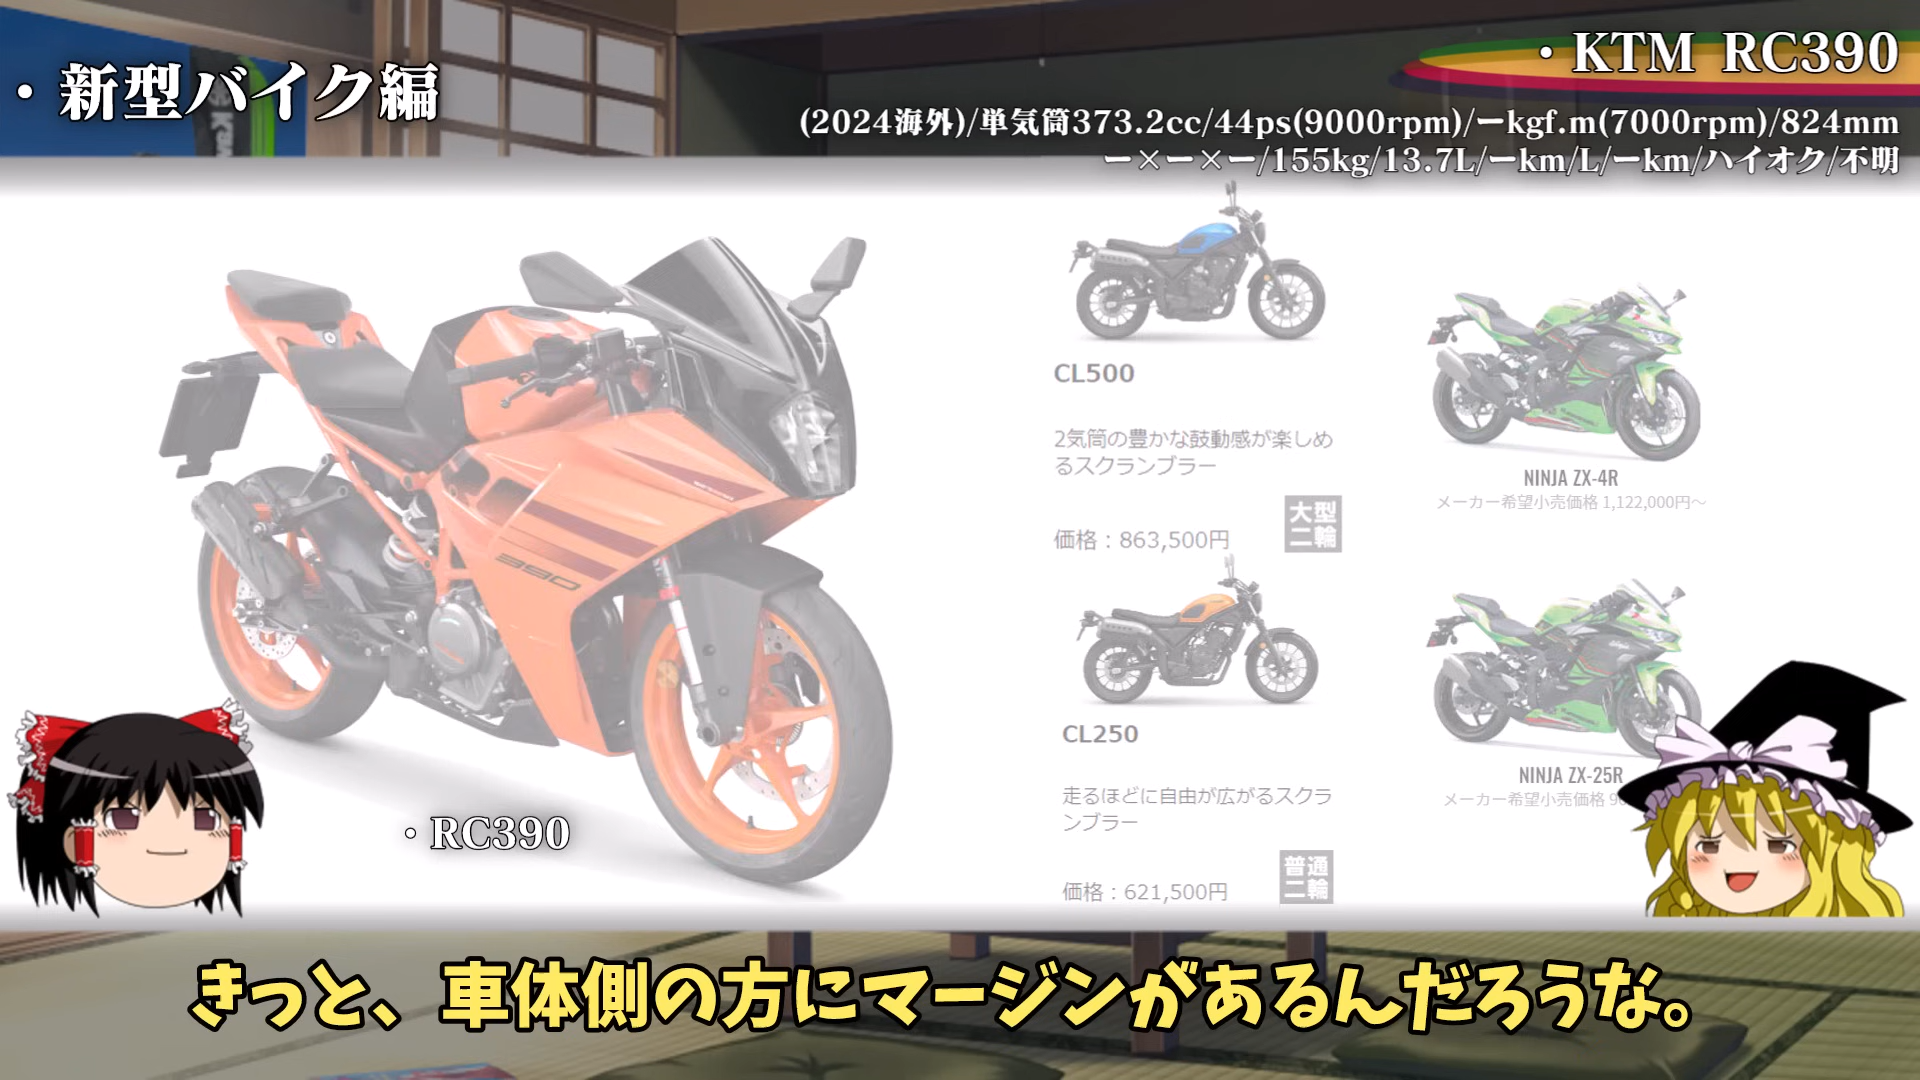 ・新型バイク編
・KTM RC390
(2024海外)/単気筒373.2cc/44ps(9000rpm)/ーkgf.m(7000rpm)/824mm
ー×ー×ー/155kg/13.7L/ーkm/L/ーkm/ハイオク/不明
390
・RC390
CL500
2気筒の豊かな鼓動感が楽しめ
るスクランブラー
価格：863,500円
大型
二輪
NINJA ZX-4R
メーカー希望小売価格 1,122,000円～
CL250
走るほどに自由が広がるスクラ
ンブラー
価格：621,500円
普通
二輪
NINJA ZX-25R
メーカー希望小売価格
きっと、車体側の方にマージンがあるんだろうな。